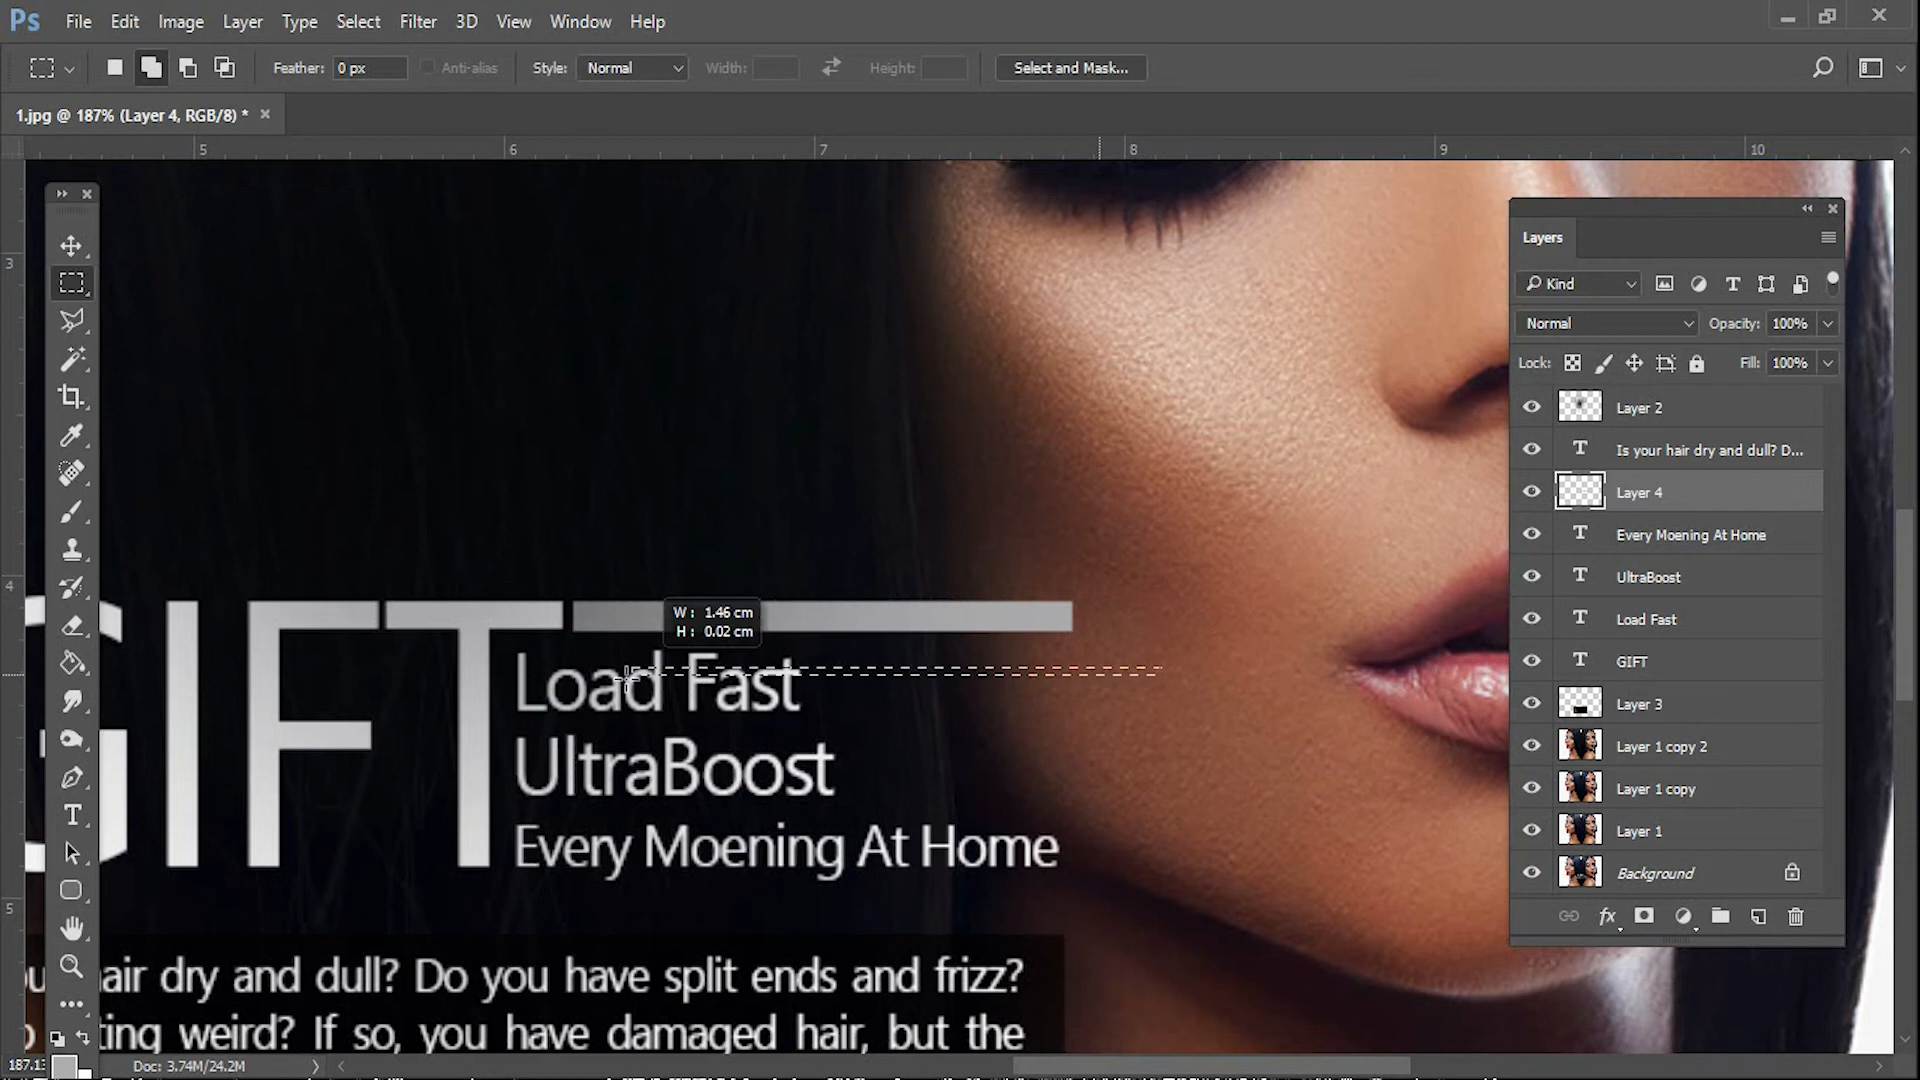 Ps File Edit Image Layer Type Select Filter 3D View Window Help
Feather: 0 px Anti-alias Style: Normal Width: Height: Select and Mask...
1.jpg @ 187% (Layer 4, RGB/8) *
5 6 7 8 9 10
3
4
5
Layers
Kind
Normal Opacity: 100%
Lock: Fill: 100%
Layer 2
Is your hair dry and dull? D...
Layer 4
Every Moening At Home
UltraBoost
Load Fast
GIFT
Layer 3
Layer 1 copy 2
Layer 1 copy
Layer 1
Background
fx
W: 1.46 cm
H: 0.02 cm
GIFT
Load Fast
UltraBoost
Every Moening At Home
hair dry and dull? Do you have split ends and frizz?
weird? If so, you have damaged hair, but the
Doc: 3.74M/24.2M